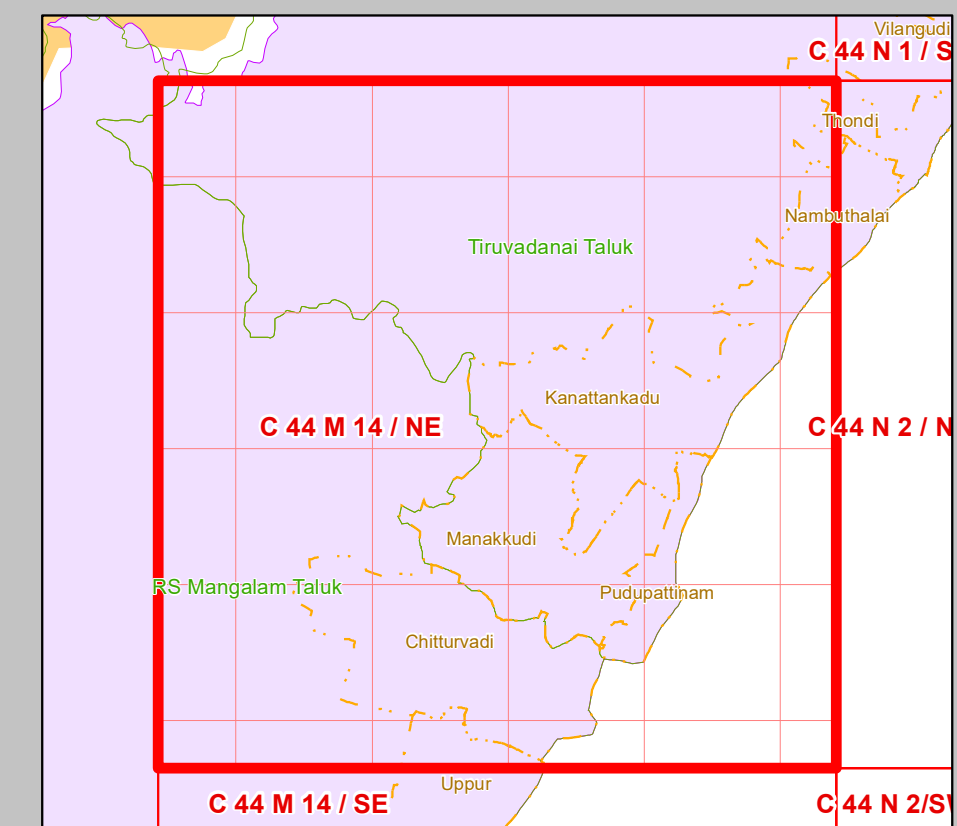 Vilangudi
C 44 N 1 / S
Thondi
Nambuthalai
Tiruvadanai Taluk
Kanattankadu
C 44 M 14 / NE
C 44 N 2 / N
Manakkudi
RS Mangalam Taluk
Pudupattinam
Chitturvadi
Uppur
C 44 M 14 / SE
C 44 N 2/S